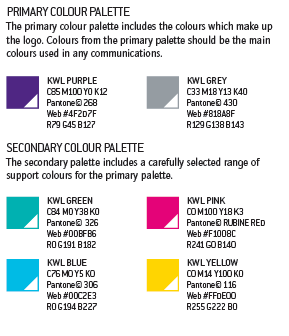 PRIMARY COLOUR PALETTE
The primary colour palette includes the colours which make up
the logo. Colours from the primary palette should be the main
colours used in any communications.
KWL PURPLE
C85 M100 Y0 K12
Pantone© 268
Web #4F2D7F
R79 G45 B127
KWL GREY
C33 M18 Y13 K40
Pantone© 430
Web #818A8F
R129 G138 B143
SECONDARY COLOUR PALETTE
The secondary palette includes a carefully selected range of
support colours for the primary palette.
KWL GREEN
C84 M0 Y38 K0
Pantone© 326
Web #00BFB6
R0 G191 B182
KWL PINK
C0 M100 Y18 K3
Pantone© RUBINE RED
Web #F1008C
R241 G0 B140
KWL BLUE
C76 M0 Y5 K0
Pantone© 306
Web #00C2E3
R0 G194 B227
KWL YELLOW
C0 M14 Y100 K0
Pantone© 116
Web #FFDE00
R255 G222 B0